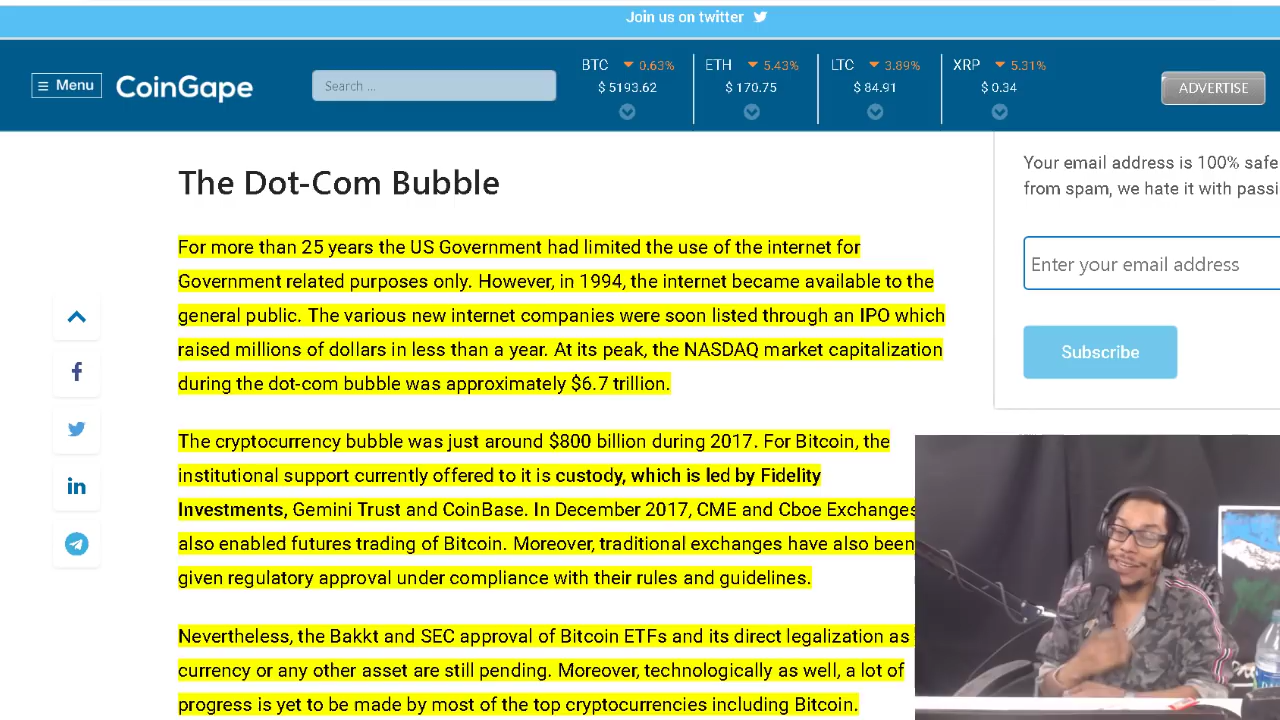 Join us on twitter
Menu
CoinGape
Search ...
BTC 0.63%
$ 5193.62
ETH 5.43%
$ 170.75
LTC 3.89%
$ 84.91
XRP 5.31%
$ 0.34
ADVERTISE
The Dot-Com Bubble
For more than 25 years the US Government had limited the use of the internet for
Government related purposes only. However, in 1994, the internet became available to the
general public. The various new internet companies were soon listed through an IPO which
raised millions of dollars in less than a year. At its peak, the NASDAQ market capitalization
during the dot-com bubble was approximately $6.7 trillion.
The cryptocurrency bubble was just around $800 billion during 2017. For Bitcoin, the
institutional support currently offered to it is custody, which is led by Fidelity
Investments, Gemini Trust and CoinBase. In December 2017, CME and Cboe Exchanges
also enabled futures trading of Bitcoin. Moreover, traditional exchanges have also been
given regulatory approval under compliance with their rules and guidelines.
Nevertheless, the Bakkt and SEC approval of Bitcoin ETFs and its direct legalization as
currency or any other asset are still pending. Moreover, technologically as well, a lot of
progress is yet to be made by most of the top cryptocurrencies including Bitcoin.
Your email address is 100% safe
from spam, we hate it with passi
Enter your email address
Subscribe